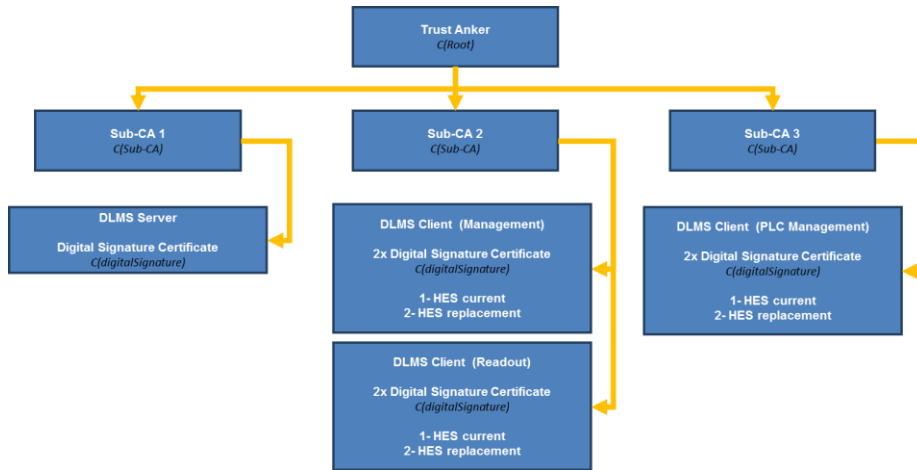 Trust Anker
C(Root)
Sub-CA 1
C(Sub-CA)
Sub-CA 2
C(Sub-CA)
Sub-CA 3
C(Sub-CA)
DLMS Server
Digital Signature Certificate
C(digitalSignature)
DLMS Client (Management)
2x Digital Signature Certificate
C(digitalSignature)
1- HES current
2- HES replacement
DLMS Client (PLC Management)
2x Digital Signature Certificate
C(digitalSignature)
1- HES current
2- HES replacement
DLMS Client (Readout)
2x Digital Signature Certificate
C(digitalSignature)
1- HES current
2- HES replacement